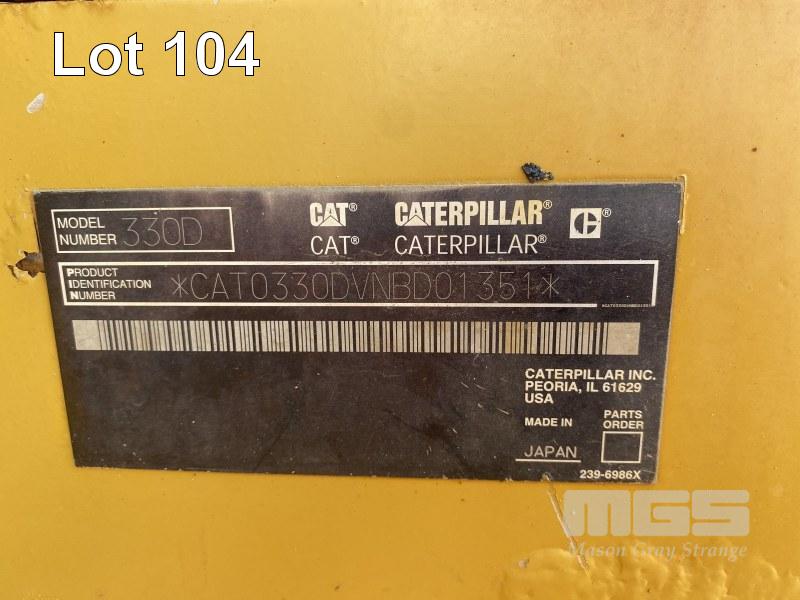 Lot 104
MODEL NUMBER 330D
CAT® CATERPILLAR® C®
CAT® CATERPILLAR®
PRODUCT
IDENTIFICATION
NUMBER
*CAT0330DVNBD01351*
*CAT0330DVNBD01351
CATERPILLAR INC.
PEORIA, IL 61629
USA
MADE IN
JAPAN
PARTS
ORDER
239-6986X
MGS
Mason Gray Strange